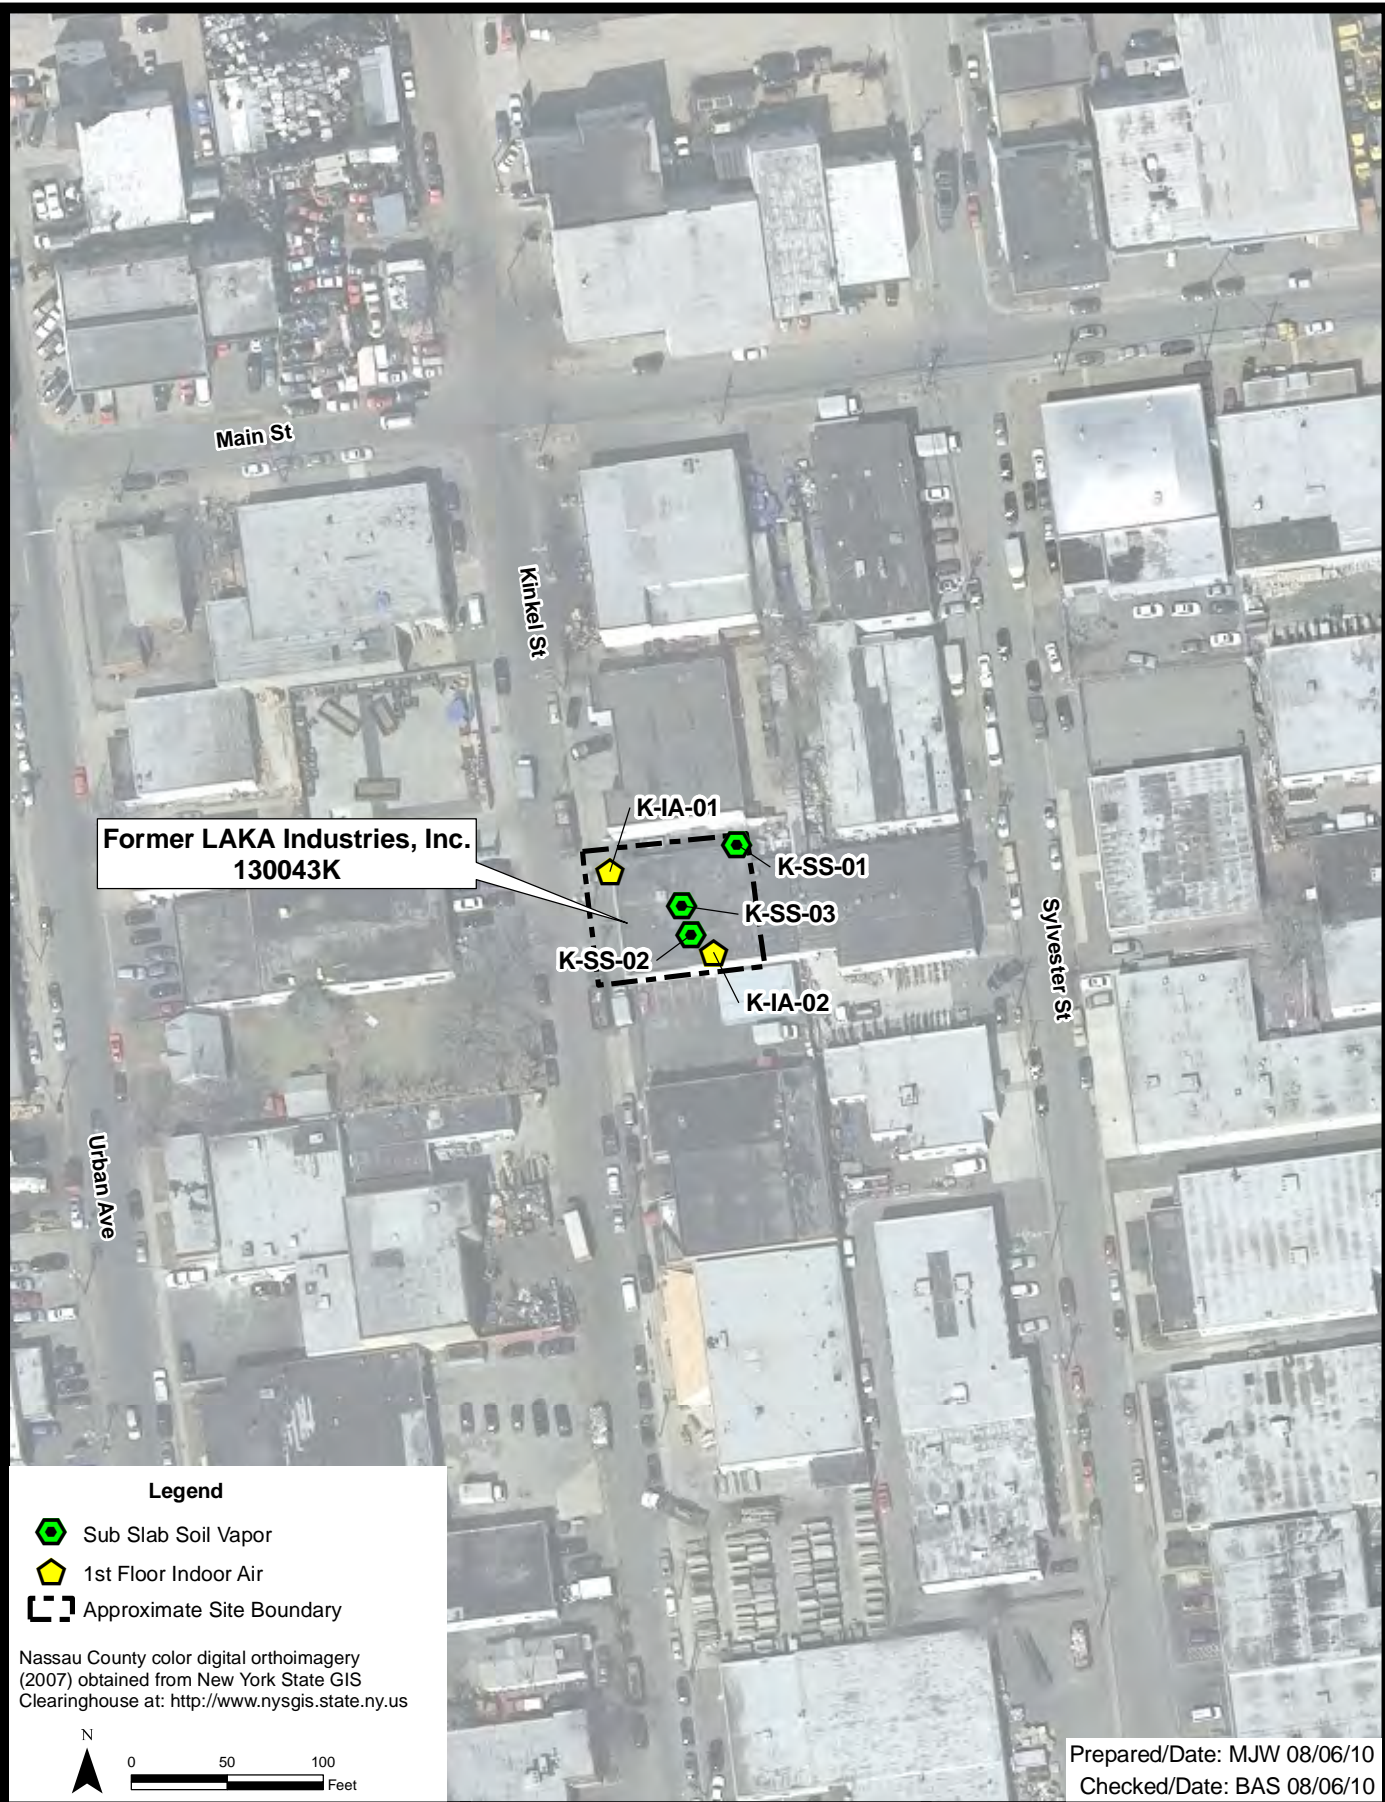 Main St
Kinkel St
K-IA-01
Former LAKA Industries, Inc.
130043K
K-SS-01
K-SS-03
K-SS-02
K-IA-02
Sylvester St
Urban Ave
Legend
Sub Slab Soil Vapor
1st Floor Indoor Air
Approximate Site Boundary
Nassau County color digital orthoimagery
(2007) obtained from New York State GIS
Clearinghouse at: http://www.nysgis.state.ny.us
N
0 50 100
Feet
Prepared/Date: MJW 08/06/10
Checked/Date: BAS 08/06/10